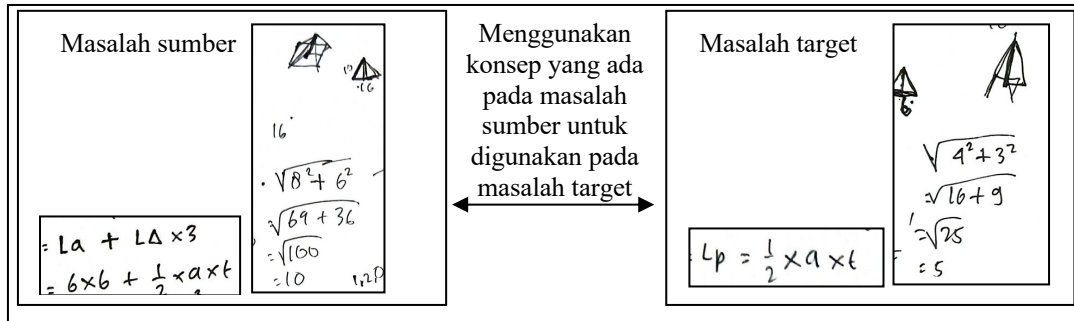 Masalah sumber
16
10
16
√8² + 6²
√69 + 36
=√100
=10
= La + LΔ ×3
= 6×6 + 1/2 × a × t
Menggunakan
konsep yang ada
pada masalah
sumber untuk
digunakan pada
masalah target
Masalah target
6
√4²+3²
=√16+9
=√25
=5
Lp = 1/2 × a × t